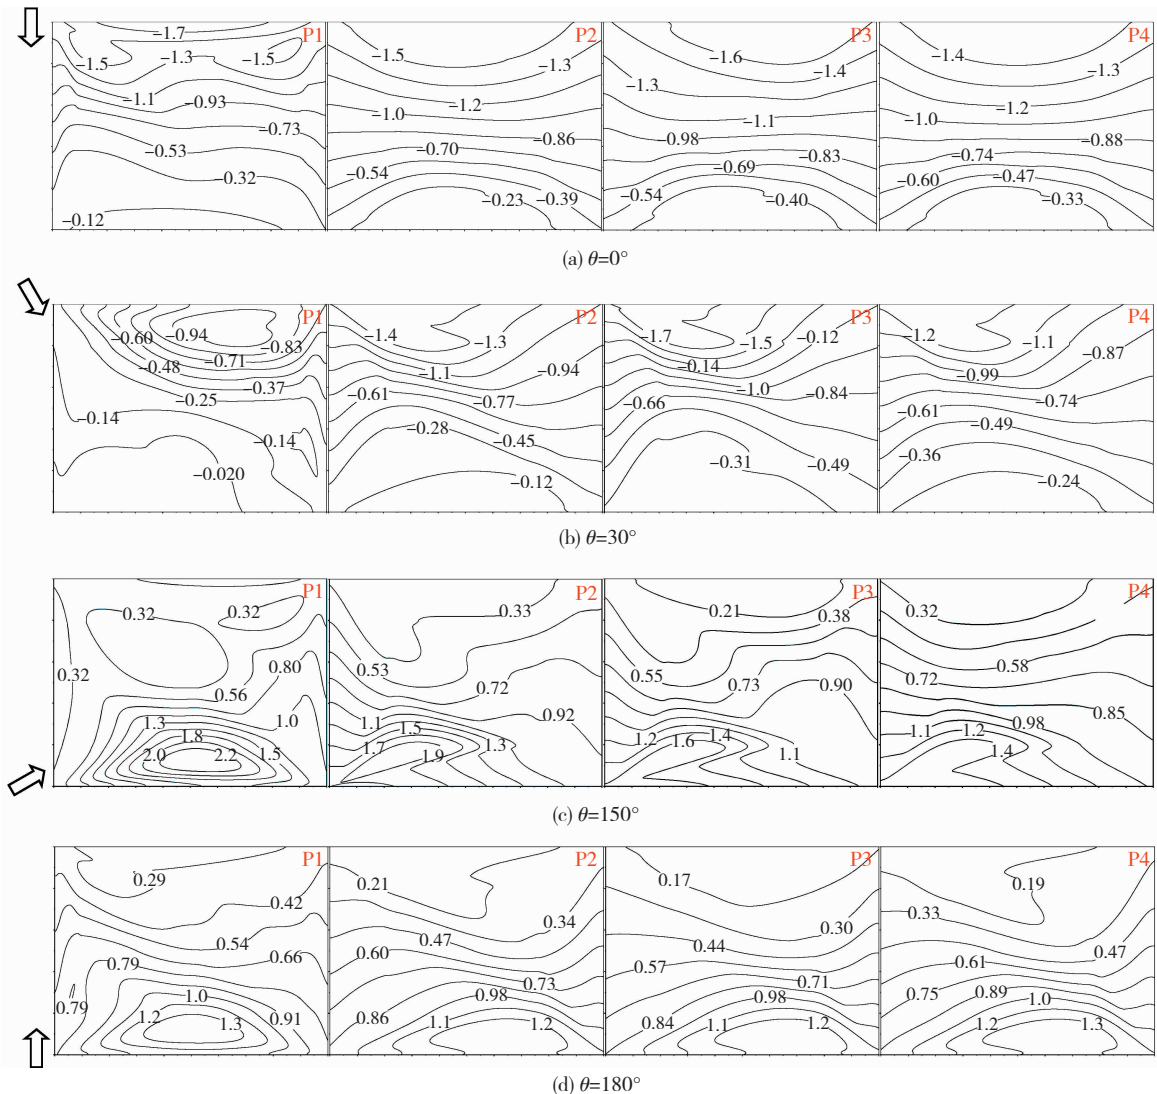 P1 P2 P3 P4
−1.7 −1.5 −1.6 −1.4
−1.5 −1.3 −1.5 −1.3 −1.4 −1.3
−1.1 −0.93 −1.2 −1.3 −1.2
−1.0 −1.1 −1.0
−0.73 −0.86 −0.98 −0.88
−0.53 −0.70 −0.83 −0.74
−0.32 −0.54 −0.69 −0.60 −0.47
−0.12 −0.23 −0.39 −0.54 −0.40 −0.33
(a) θ=0°
P1 P2 P3 P4
−0.60 −0.94 −0.83 −1.4 −1.3 −1.7 −1.5 −0.12 −1.2 −1.1
−0.48 −0.71 −1.1 −0.94 −0.14 −0.99 −0.87
−0.37 −0.61 −0.77 −1.0 −0.84 −0.74
−0.25 −0.66 −0.61
−0.14 −0.14 −0.28 −0.45 −0.49
−0.020 −0.12 −0.31 −0.49 −0.36 −0.24
(b) θ=30°
P1 P2 P3 P4
0.32 0.32 0.33 0.21 0.38 0.32
0.32 0.80 0.53 0.55 0.58
0.56 0.72 0.73 0.90 0.72
1.3 1.0 1.1 0.92 0.85
1.8 1.5 1.2 1.4 1.1 1.2 0.98
2.0 2.2 1.5 1.7 1.9 1.3 1.6 1.1 1.4
(c) θ=150°
P1 P2 P3 P4
0.29 0.21 0.17 0.19
0.42 0.34 0.30 0.33
0.54 0.47 0.44 0.47
0.79 0.66 0.60 0.57 0.61
0.79 1.0 0.98 0.73 0.98 0.71 0.75 0.89 1.0
1.2 1.3 0.91 0.86 1.1 1.2 0.84 1.1 1.2 1.2 1.3
(d) θ=180°